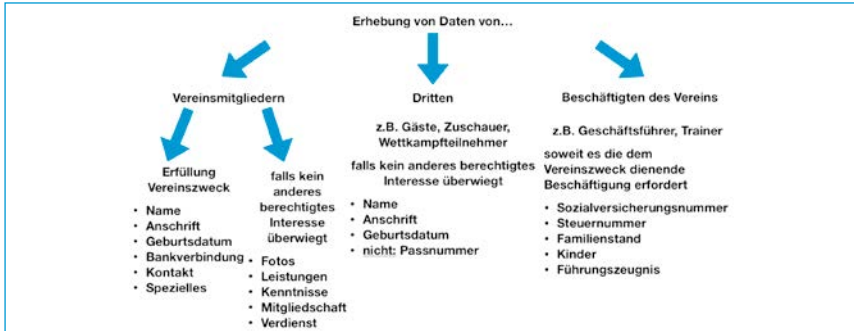 Erhebung von Daten von…
Vereinsmitgliedern
Erfüllung
Vereinszweck
• Name
• Anschrift
• Geburtsdatum
• Bankverbindung
• Kontakt
• Spezielles
falls kein
anderes
berechtigtes
Interesse
überwiegt
• Fotos
• Leistungen
• Kenntnisse
• Mitgliedschaft
• Verdienst
Dritten
z.B. Gäste, Zuschauer,
Wettkampfteilnehmer
falls kein anderes berechtigtes
Interesse überwiegt
• Name
• Anschrift
• Geburtsdatum
• nicht: Passnummer
Beschäftigten des Vereins
z.B. Geschäftsführer, Trainer
soweit es die dem
Vereinszweck dienende
Beschäftigung erfordert
• Sozialversicherungsnummer
• Steuernummer
• Familienstand
• Kinder
• Führungszeugnis